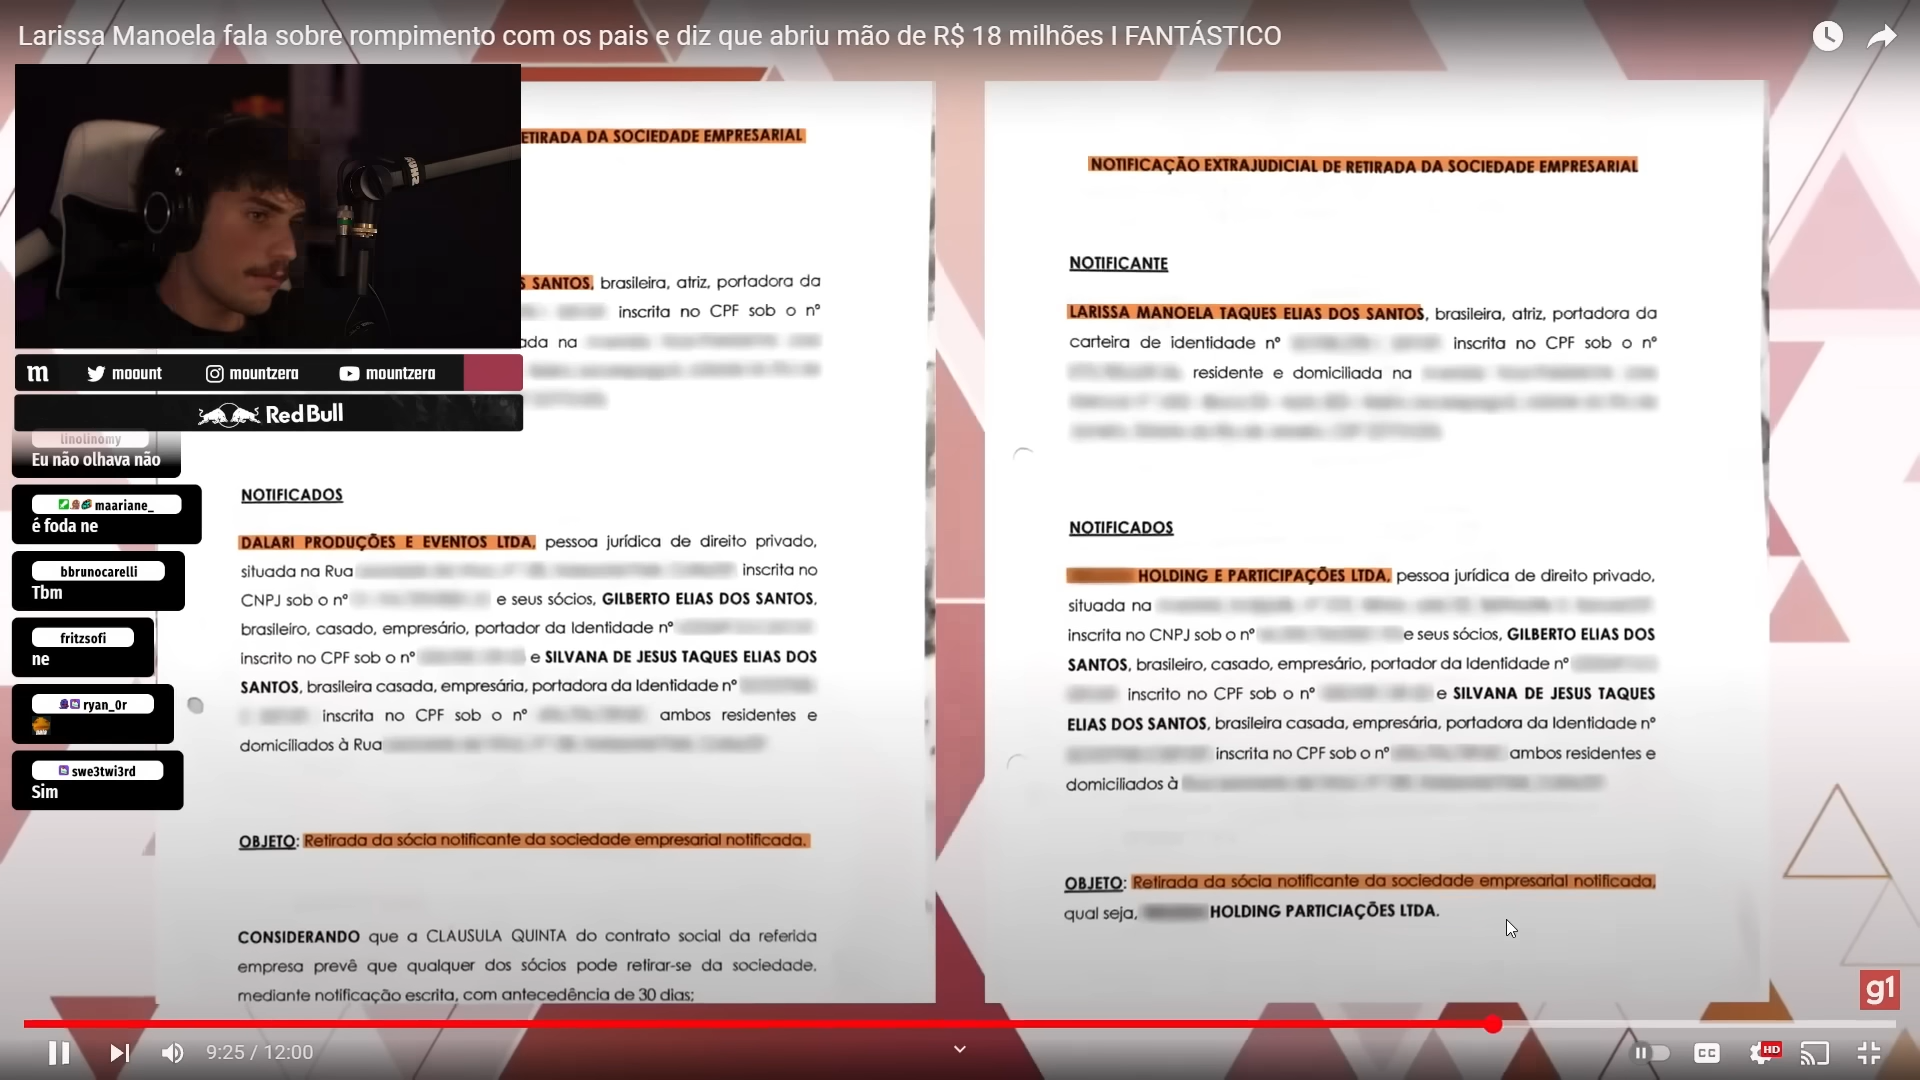 Larissa Manoela fala sobre rompimento com os pais e diz que abriu mão de R$ 18 milhões I FANTÁSTICO
ETIRADA DA SOCIEDADE EMPRESARIAL
S SANTOS, brasileira, atriz, portadora da
inscrita no CPF sob o nº
ada na
m moount mountzera mountzera
Red Bull
linolinomy
Eu não olhava não
maariane_
é foda ne
bbrunocarelli
Tbm
fritzsofi
ne
ryan_0r
swe3twi3rd
Sim
NOTIFICADOS
DALARI PRODUÇÕES E EVENTOS LTDA, pessoa jurídica de direito privado,
situada na Rua inscrita no
CNPJ sob o nº e seus sócios, GILBERTO ELIAS DOS SANTOS,
brasileiro, casado, empresário, portador da Identidade nº
inscrito no CPF sob o nº e SILVANA DE JESUS TAQUES ELIAS DOS
SANTOS, brasileira casada, empresária, portadora da Identidade nº
inscrita no CPF sob o nº ambos residentes e
domiciliados à Rua
OBJETO: Retirada da sócia notificante da sociedade empresarial notificada.
CONSIDERANDO que a CLAUSULA QUINTA do contrato social da referida
empresa prevê que qualquer dos sócios pode retirar-se da sociedade,
mediante notificação escrita, com antecedência de 30 dias;
NOTIFICAÇÃO EXTRAJUDICIAL DE RETIRADA DA SOCIEDADE EMPRESARIAL
NOTIFICANTE
LARISSA MANOELA TAQUES ELIAS DOS SANTOS, brasileira, atriz, portadora da
carteira de identidade nº inscrita no CPF sob o nº
residente e domiciliada na
NOTIFICADOS
HOLDING E PARTICIPAÇÕES LTDA, pessoa jurídica de direito privado,
situada na
inscrita no CNPJ sob o nº e seus sócios, GILBERTO ELIAS DOS
SANTOS, brasileiro, casado, empresário, portador da Identidade nº
inscrito no CPF sob o nº e SILVANA DE JESUS TAQUES
ELIAS DOS SANTOS, brasileira casada, empresária, portadora da Identidade nº
inscrita no CPF sob o nº ambos residentes e
domiciliados à
OBJETO: Retirada da sócia notificante da sociedade empresarial notificada,
qual seja, HOLDING PARTICIAÇÕES LTDA.
g1
9:25 / 12:00
CC
HD